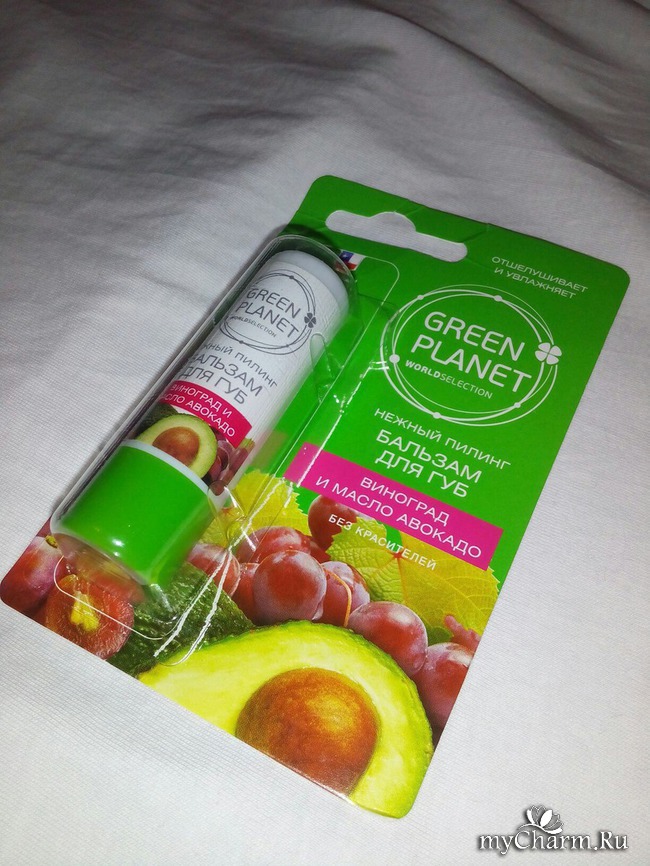 ОТШЕЛУШИВАЕТ
И УВЛАЖНЯЕТ
GREEN
PLANET
WORLDSELECTION
НЕЖНЫЙ ПИЛИНГ
БАЛЬЗАМ
ДЛЯ ГУБ
ВИНОГРАД
И МАСЛО АВОКАДО
БЕЗ КРАСИТЕЛЕЙ
GREEN
PLANET
WORLDSELECTION
НЕЖНЫЙ ПИЛИНГ
БАЛЬЗАМ
ДЛЯ ГУБ
ВИНОГРАД И
МАСЛО АВОКАДО
myCharm.Ru